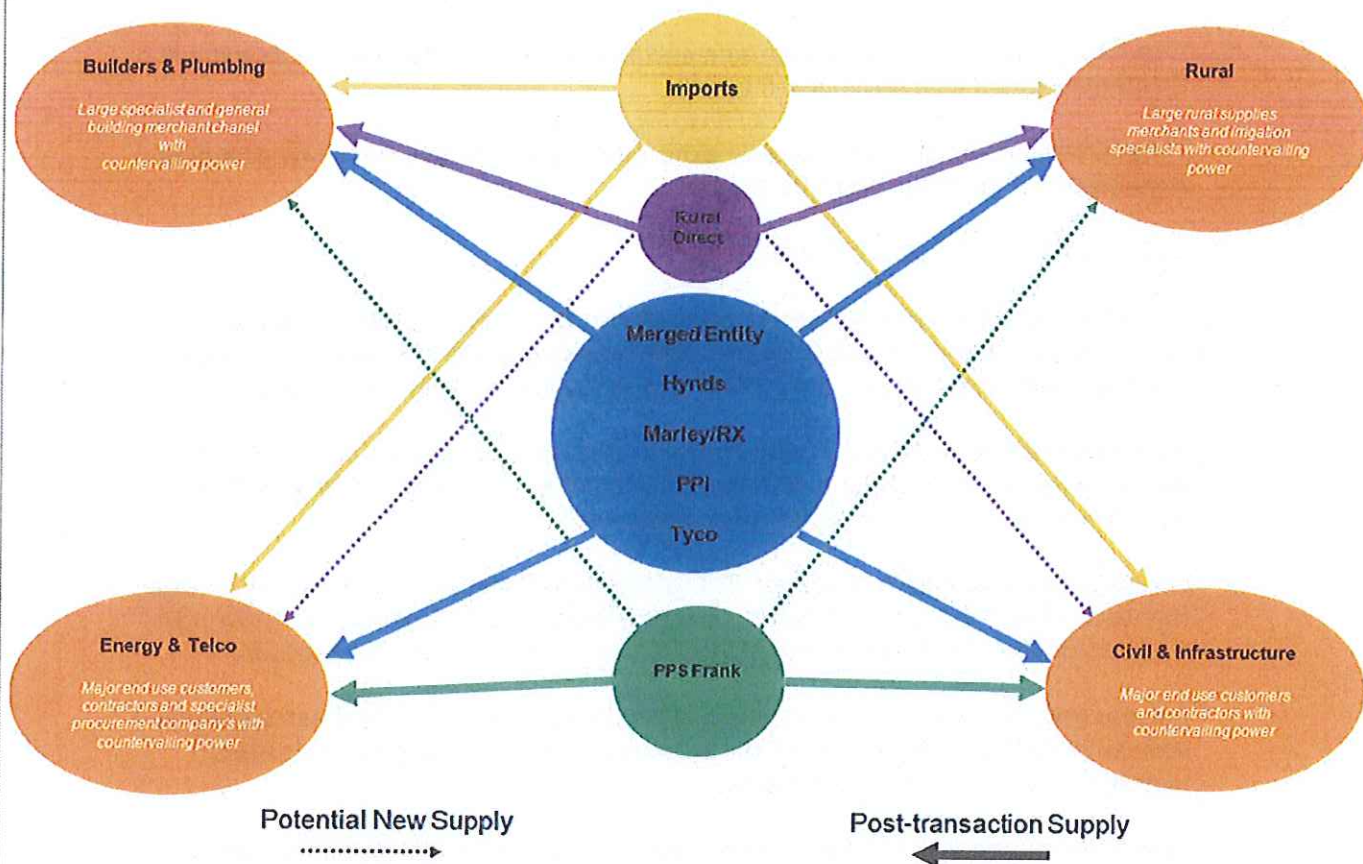 Builders & Plumbing
Large specialist and general
building merchant chanel
with
countervailing power
Imports
Rural
Large rural supplies
merchants and irrigation
specialists with countervailing
power
Rural
Direct
Merged Entity
Hynds
Marley/RX
PPI
Tyco
Energy & Telco
Major end use customers,
contractors and specialist
procurement company's with
countervailing power
PPS Frank
Civil & Infrastructure
Major end use customers
and contractors with
countervailing power
Potential New Supply
Post-transaction Supply